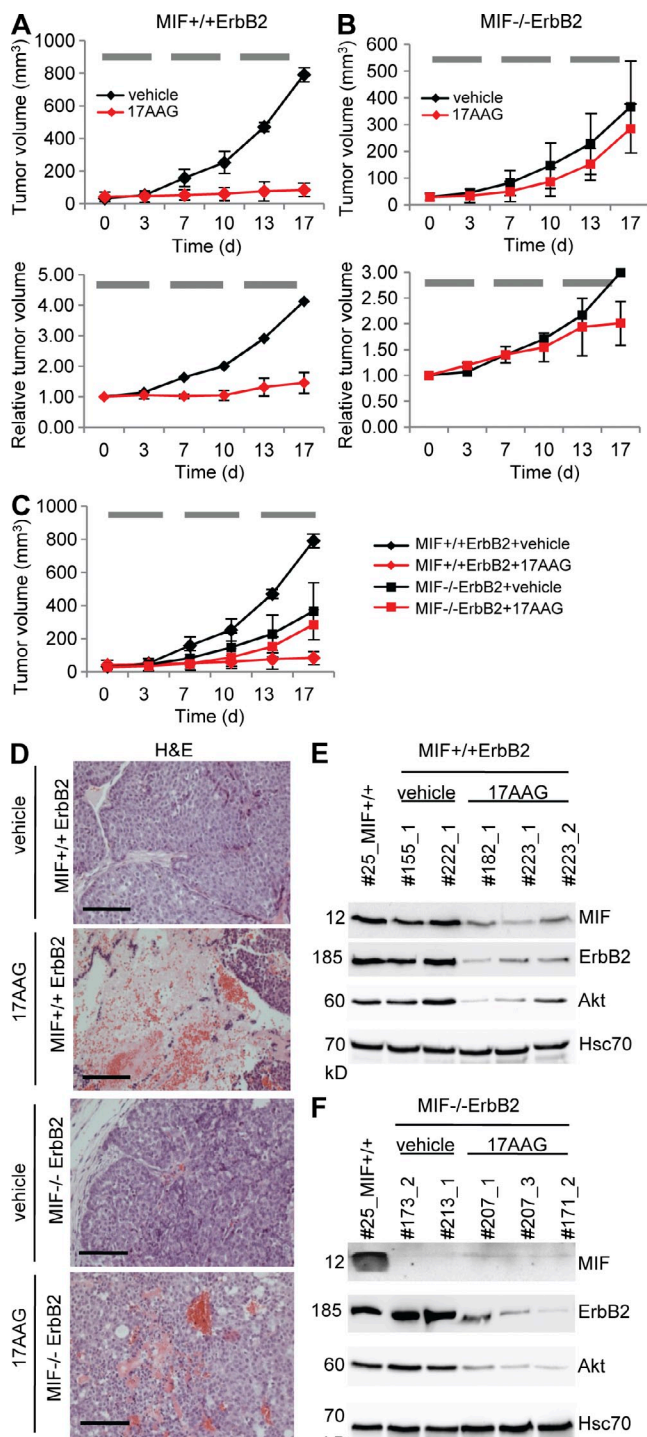 A
MIF+/+ErbB2
Tumor volume (mm3)
1000
800
600
400
200
0
vehicle
17AAG
0 3 7 10 13 17
Time (d)
Relative tumor volume
5.00
4.00
3.00
2.00
1.00
0.00
0 3 7 10 13 17
Time (d)
B
MIF-/-ErbB2
Tumor volume (mm3)
600
500
400
300
200
100
0
vehicle
17AAG
0 3 7 10 13 17
Time (d)
Relative tumor volume
3.00
2.50
2.00
1.50
1.00
0.50
0.00
0 3 7 10 13 17
Time (d)
C
Tumor volume (mm3)
1000
800
600
400
200
0
0 3 7 10 13 17
Time (d)
MIF+/+ErbB2+vehicle
MIF+/+ErbB2+17AAG
MIF-/-ErbB2+vehicle
MIF-/-ErbB2+17AAG
D
H&E
vehicle
MIF+/+ ErbB2
17AAG
MIF+/+ ErbB2
vehicle
MIF-/- ErbB2
17AAG
MIF-/- ErbB2
E
MIF+/+ErbB2
vehicle 17AAG
#25_MIF+/+
#155_1
#222_1
#182_1
#223_1
#223_2
12 MIF
185 ErbB2
60 Akt
70 Hsc70
kD
F
MIF-/-ErbB2
vehicle 17AAG
#25_MIF+/+
#173_2
#213_1
#207_1
#207_3
#171_2
12 MIF
185 ErbB2
60 Akt
70 Hsc70